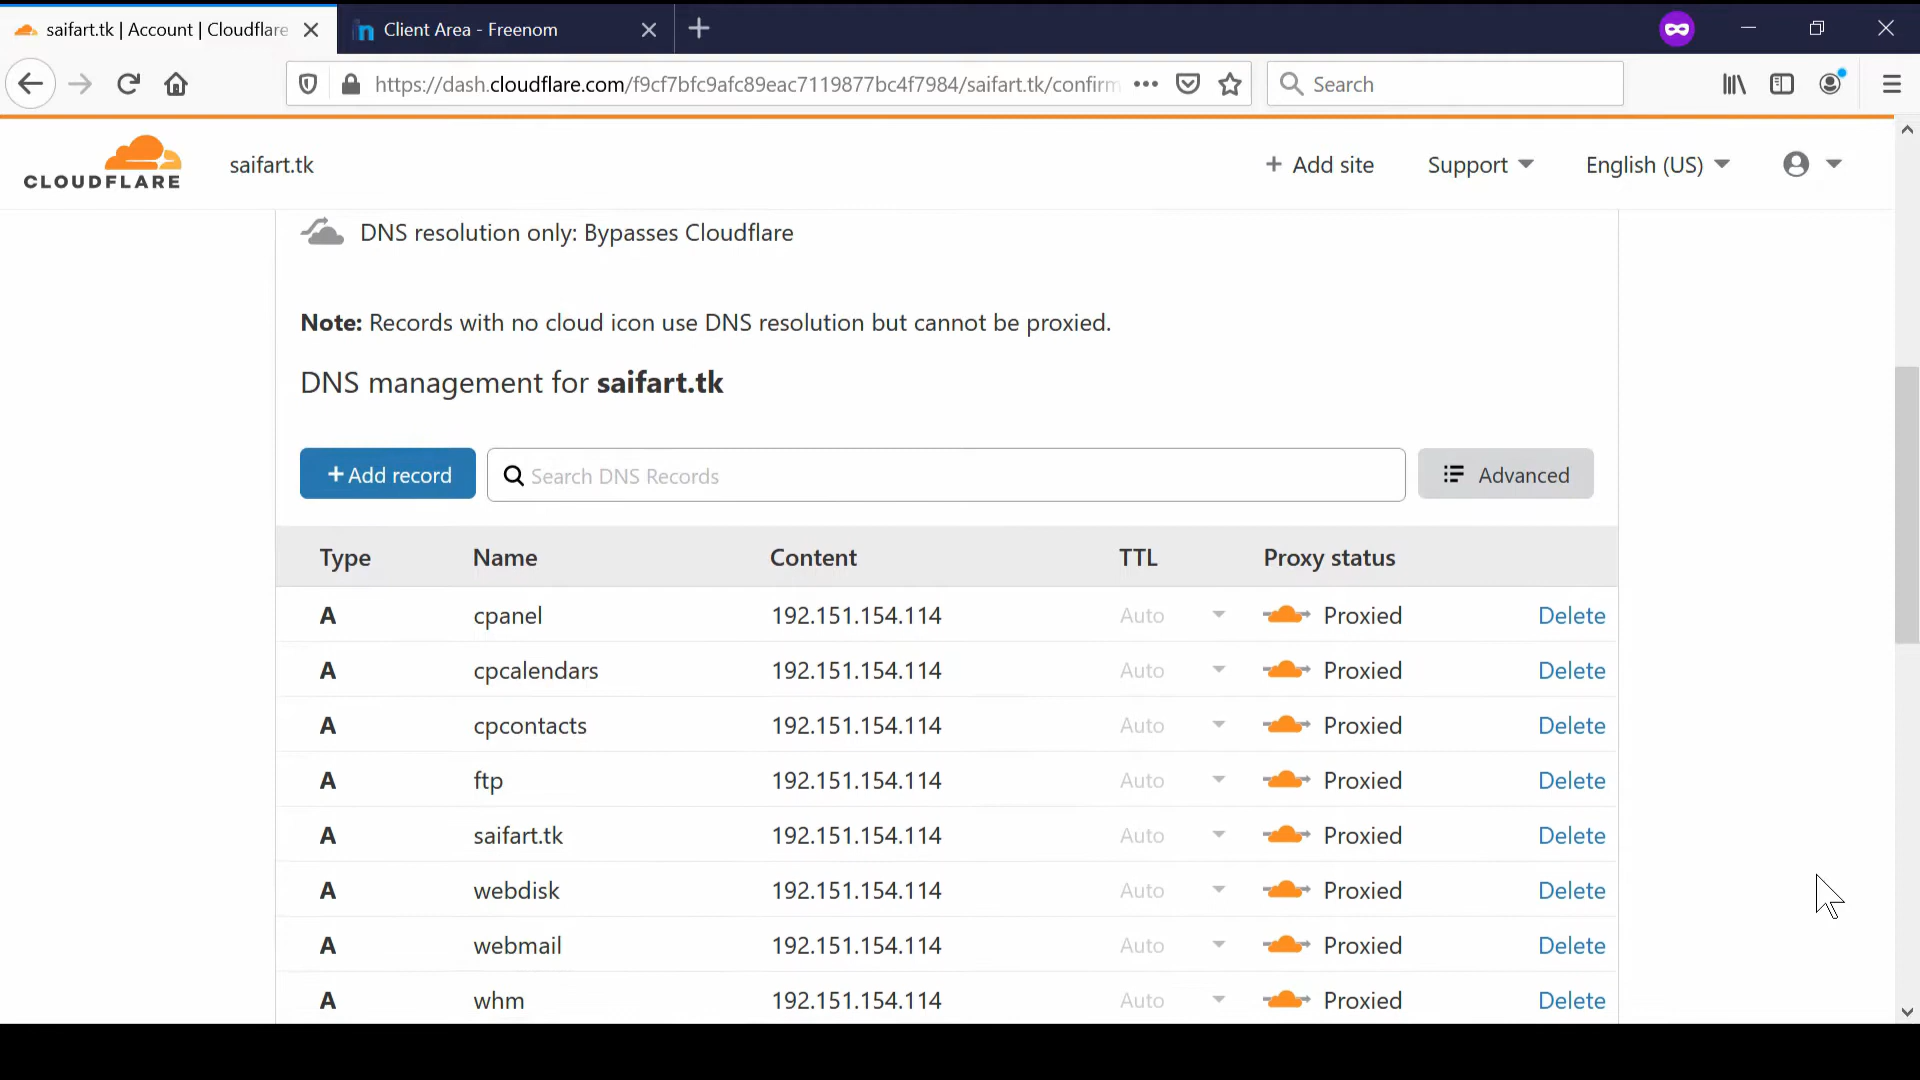 saifart.tk | Account | Cloudflare
Client Area - Freenom
https://dash.cloudflare.com/f9cf7bfc9afc89eac7119877bc4f7984/saifart.tk/confirm
Search
CLOUDFLARE
saifart.tk
+ Add site
Support
English (US)
DNS resolution only: Bypasses Cloudflare
Note: Records with no cloud icon use DNS resolution but cannot be proxied.
DNS management for saifart.tk
+ Add record
Search DNS Records
Advanced
Type Name Content TTL Proxy status
A cpanel 192.151.154.114 Auto Proxied Delete
A cpcalendars 192.151.154.114 Auto Proxied Delete
A cpcontacts 192.151.154.114 Auto Proxied Delete
A ftp 192.151.154.114 Auto Proxied Delete
A saifart.tk 192.151.154.114 Auto Proxied Delete
A webdisk 192.151.154.114 Auto Proxied Delete
A webmail 192.151.154.114 Auto Proxied Delete
A whm 192.151.154.114 Auto Proxied Delete